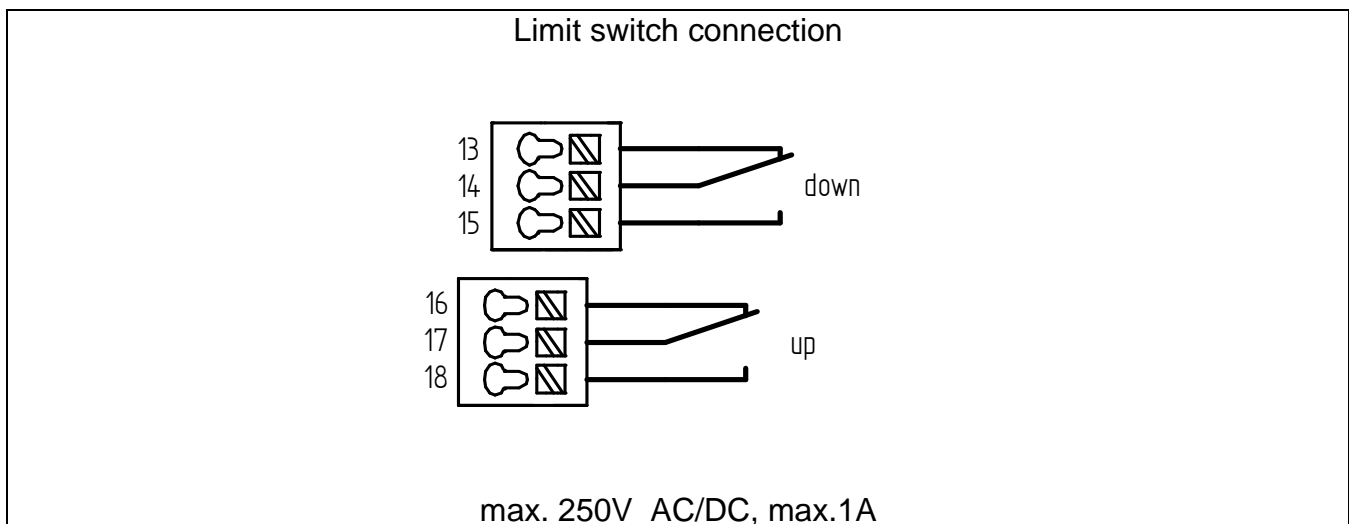 Limit switch connection
13
14
down
15
16
17
up
18
max. 250V AC/DC, max.1A